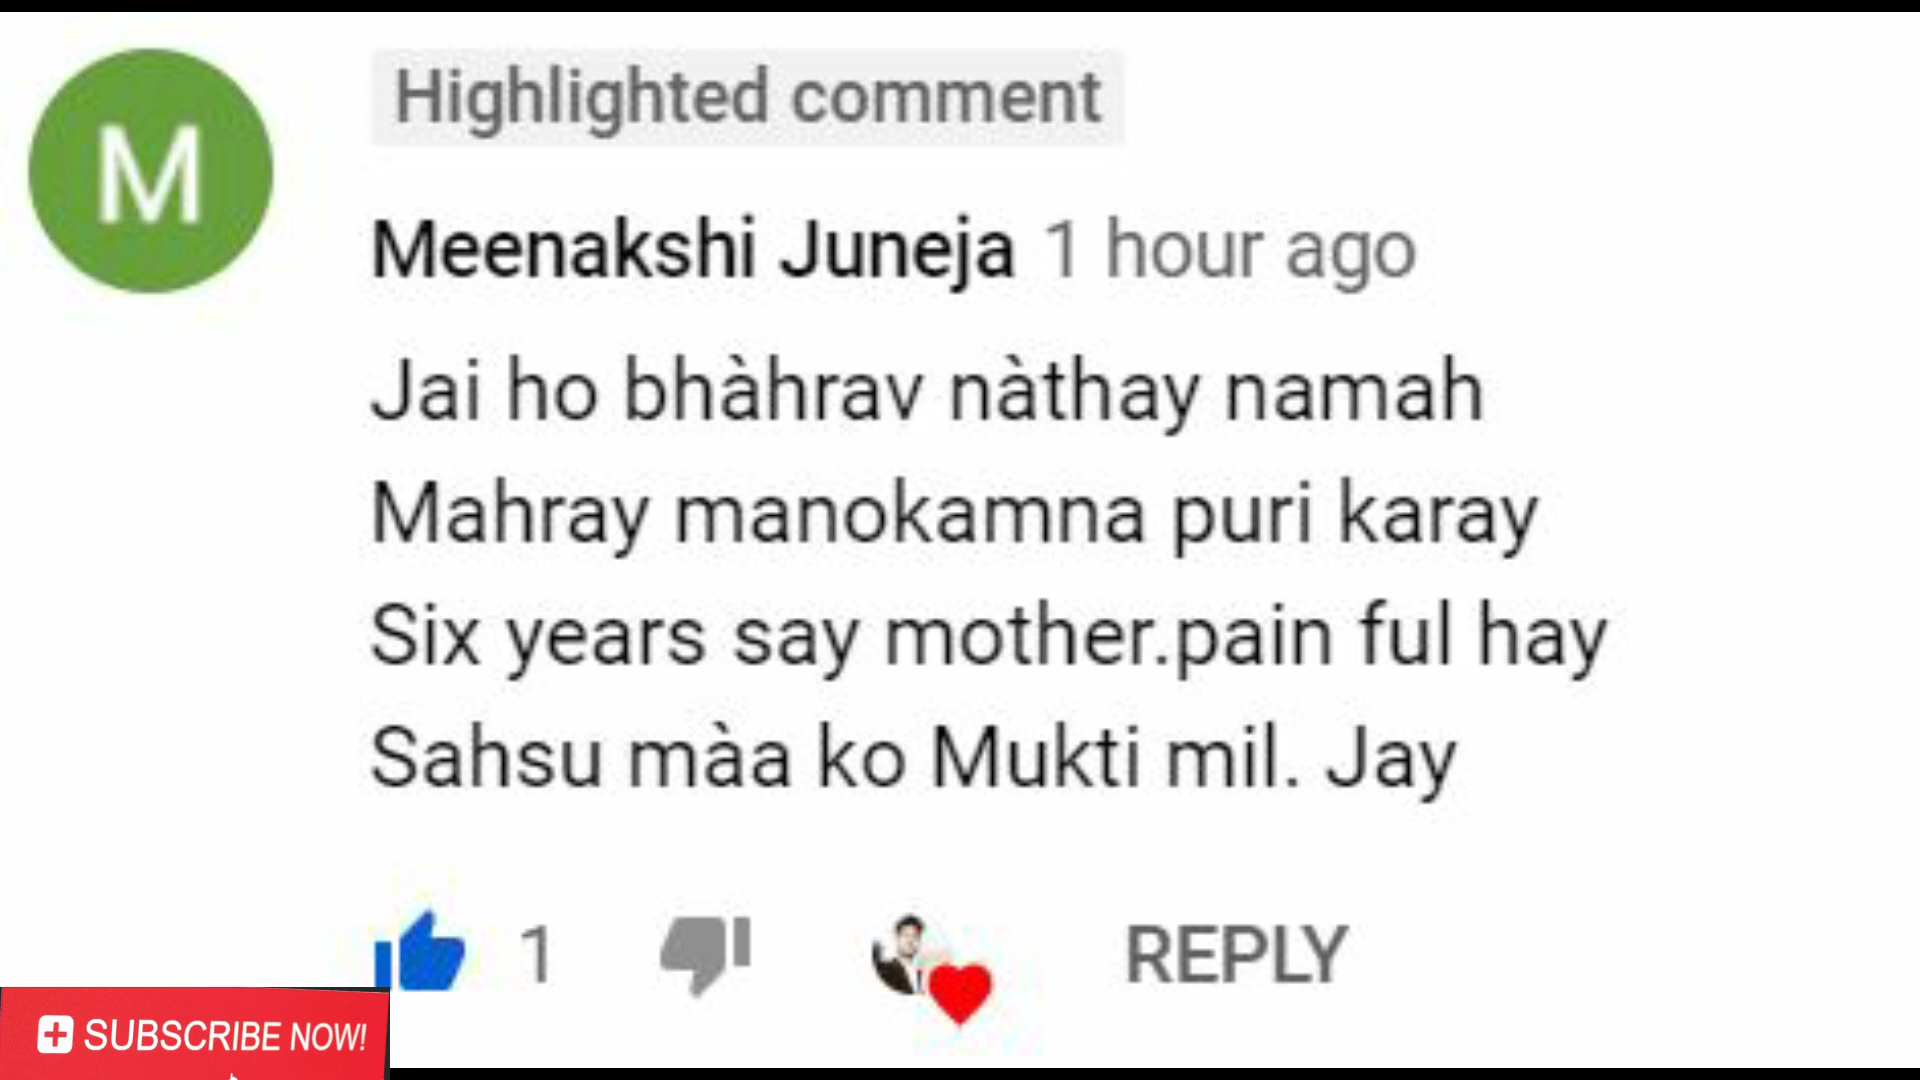 M
Highlighted comment
Meenakshi Juneja 1 hour ago
Jai ho bhàhrav nàthay namah
Mahray manokamna puri karay
Six years say mother.pain ful hay
Sahsu màa ko Mukti mil. Jay
1 REPLY
SUBSCRIBE NOW!